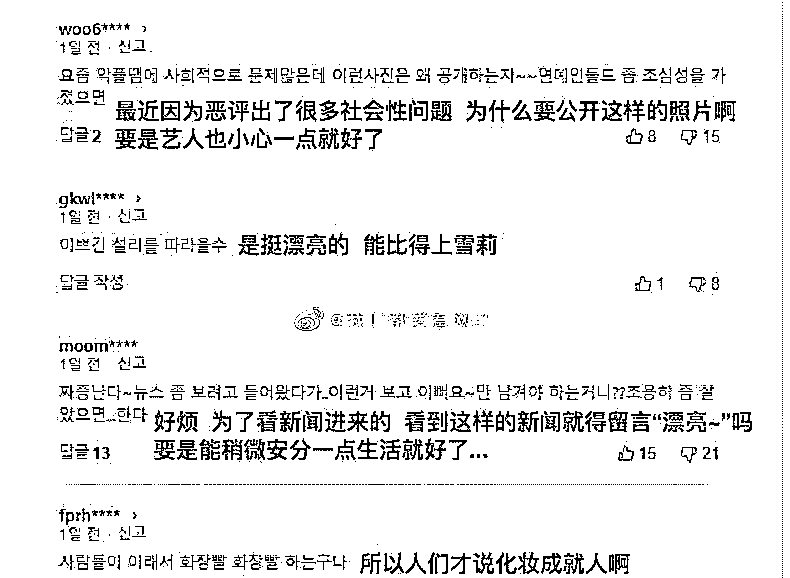 woo6**** >
1일 전 · 신고
요즘 악플땜에 사회적으로 문제많은데 이런사진은 왜 공개하는지~~연예인들도 좀 조심성을 가
졌으면
最近因为恶评出了很多社会性问题 为什么要公开这样的照片啊
要是艺人也小心一点就好了
답글 2 8 15
gkwl**** >
1일 전 · 신고
이쁘긴 설리를 따라올수 是挺漂亮的 能比得上雪莉
답글 작성 1 8
moom****
1일 전 신고
짜증난다~뉴스 좀 보려고 들어왔다가 이런거 보고 이뻐요~만 남겨야 하는거니??조용히 좀 살
았으면..한다
好烦 为了看新闻进来的 看到这样的新闻就得留言“漂亮~”吗
要是能稍微安分一点生活就好了...
답글 13 15 21
fprh**** >
1일 전 · 신고
사람들이 이래서 화장빨 화장빨 하는구나 所以人们才说化妆成就人啊